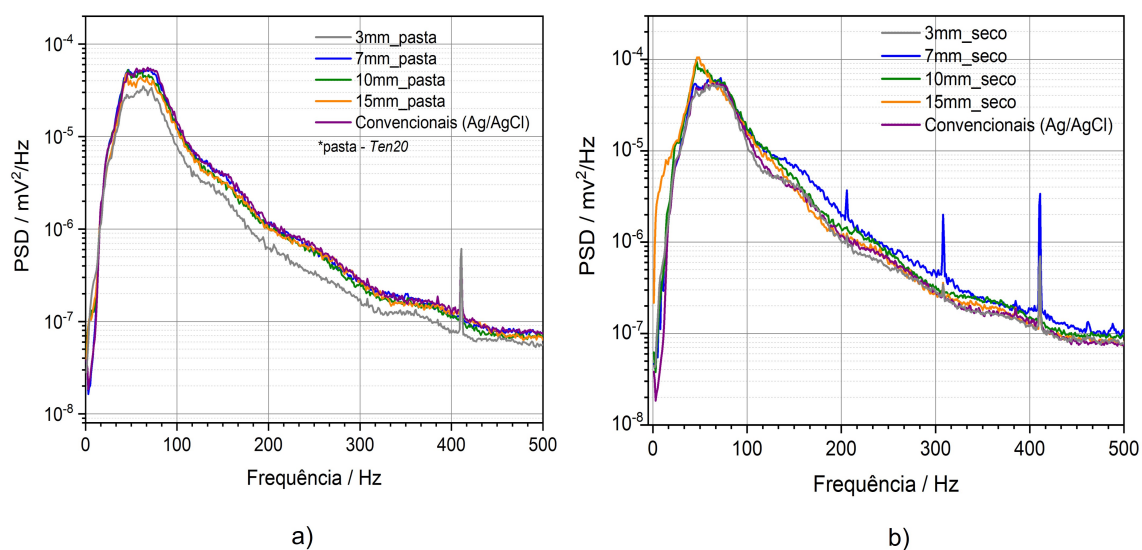 3mm_pasta
7mm_pasta
10mm_pasta
15mm_pasta
Convencionais (Ag/AgCl)
*pasta - Ten20
PSD / mV²/Hz
10⁻⁴
10⁻⁵
10⁻⁶
10⁻⁷
10⁻⁸
0 100 200 300 400 500
Frequência / Hz
a)
3mm_seco
7mm_seco
10mm_seco
15mm_seco
Convencionais (Ag/AgCl)
PSD / mv²/Hz
10⁻⁴
10⁻⁵
10⁻⁶
10⁻⁷
10⁻⁸
0 100 200 300 400 500
Frequência / Hz
b)